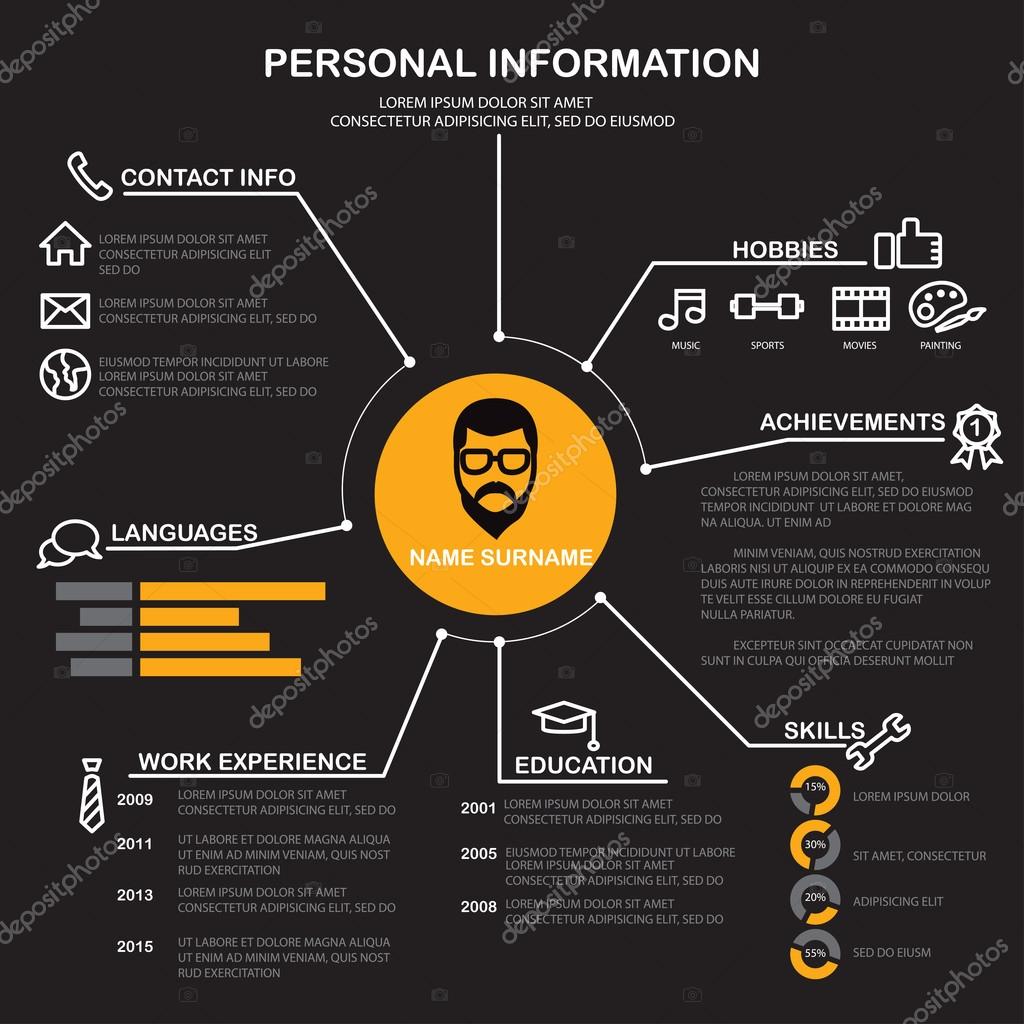 PERSONAL INFORMATION
LOREM IPSUM DOLOR SIT AMET
CONSECTETUR ADIPISICING ELIT, SED DO EIUSMOD
CONTACT INFO
LOREM IPSUM DOLOR SIT AMET
CONSECTETUR ADIPISICING ELIT
SED DO
LOREM IPSUM DOLOR SIT AMET
CONSECTETUR ADIPISICING ELIT, SED DO
EIUSMOD TEMPOR INCIDIDUNT UT LABORE
LOREM IPSUM DOLOR SIT AMET
CONSECTETUR ADIPISICING ELIT, SED DO
HOBBIES
MUSIC
SPORTS
MOVIES
PAINTING
ACHIEVEMENTS
1
LOREM IPSUM DOLOR SIT AMET,
CONSECTETUR ADIPISICING ELIT, SED DO EIUSMOD
TEMPOR INCIDIDUNT UT LABORE ET DOLORE MAG
NA ALIQUA. UT ENIM AD
MINIM VENIAM, QUIS NOSTRUD EXERCITATION
LABORIS NISI UT ALIQUIP EX EA COMMODO CONSEQU
DUIS AUTE IRURE DOLOR IN REPREHENDERIT IN VOLUP
TE VELIT ESSE CILLUM DOLORE EU FUGIAT
NULLA PARIATUR.
EXCEPTEUR SINT OCCAECAT CUPIDATAT NON
SUNT IN CULPA QUI OFFICIA DESERUNT MOLLIT
LANGUAGES
NAME SURNAME
WORK EXPERIENCE
2009
LOREM IPSUM DOLOR SIT AMET
CONSECTETUR ADIPISICING ELIT, SED DO
2011
UT LABORE ET DOLORE MAGNA ALIQUA
UT ENIM AD MINIM VENIAM, QUIS NOST
RUD EXERCITATION
2013
LOREM IPSUM DOLOR SIT AMET
CONSECTETUR ADIPISICING ELIT, SED DO
2015
UT LABORE ET DOLORE MAGNA ALIQUA
UT ENIM AD MINIM VENIAM, QUIS NOST
RUD EXERCITATION
EDUCATION
2001
LOREM IPSUM DOLOR SIT AMET
CONSECTETUR ADIPISICING ELIT, SED DO
2005
EIUSMOD TEMPOR INCIDIDUNT UT LABORE
LOREM IPSUM DOLOR SIT AMET
CONSECTETUR ADIPISICING ELIT, SED DO
2008
LOREM IPSUM DOLOR SIT AMET
CONSECTETUR ADIPISICING ELIT, SED DO
SKILLS
15%
LOREM IPSUM DOLOR
30%
SIT AMET, CONSECTETUR
20%
ADIPISICING ELIT
55%
SED DO EIUSM
depositphotos